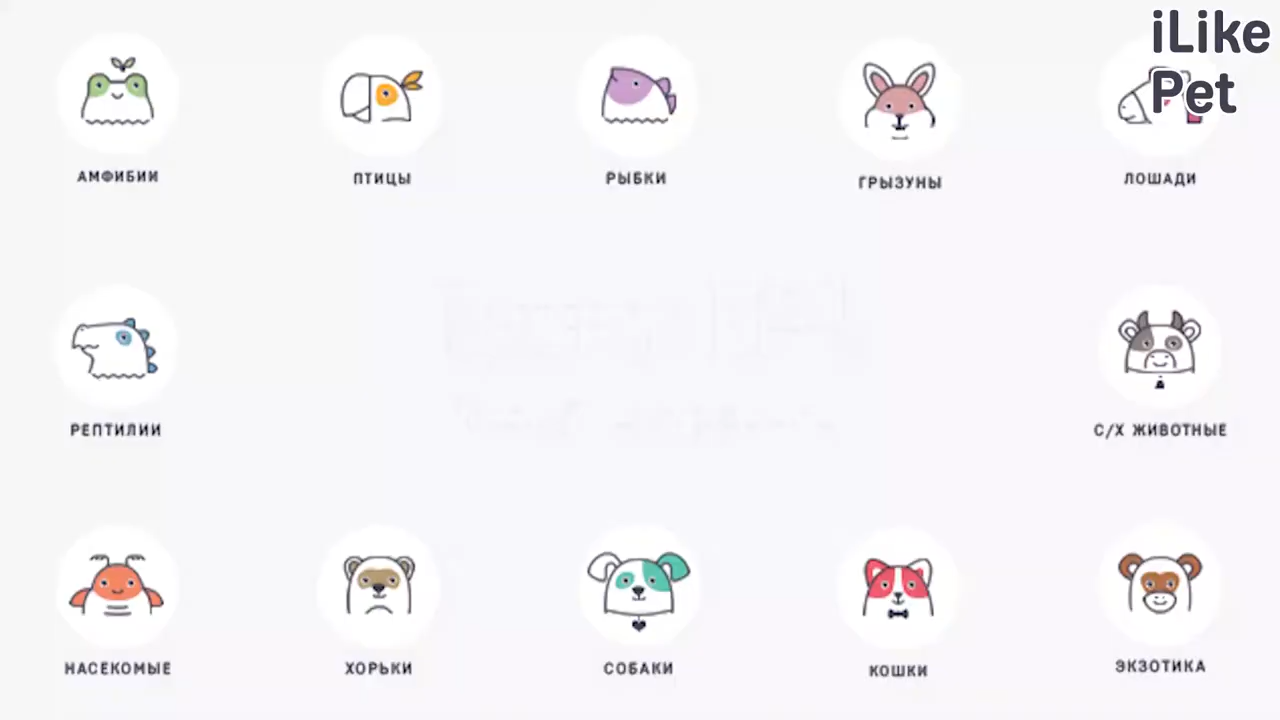 iLike
Pet
АМФИБИИ
ПТИЦЫ
РЫБКИ
ГРЫЗУНЫ
ЛОШАДИ
РЕПТИЛИИ
С/Х ЖИВОТНЫЕ
НАСЕКОМЫЕ
ХОРЬКИ
СОБАКИ
КОШКИ
ЭКЗОТИКА